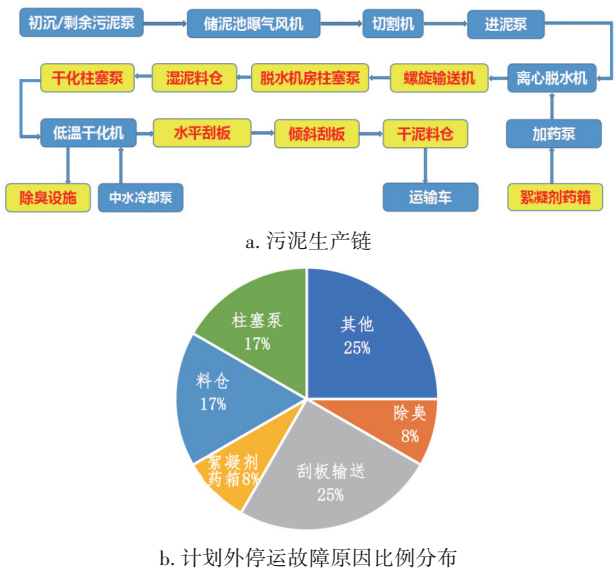 初沉/剩余污泥泵
储泥池曝气风机
切割机
进泥泵
干化柱塞泵
湿泥料仓
脱水机房柱塞泵
螺旋输送机
离心脱水机
低温干化机
水平刮板
倾斜刮板
干泥料仓
加药泵
除臭设施
中水冷却泵
运输车
絮凝剂药箱
a. 污泥生产链
柱塞泵
17%
其他
25%
料仓
17%
除臭
8%
絮凝剂
药箱8%
刮板输送
25%
b. 计划外停运故障原因比例分布